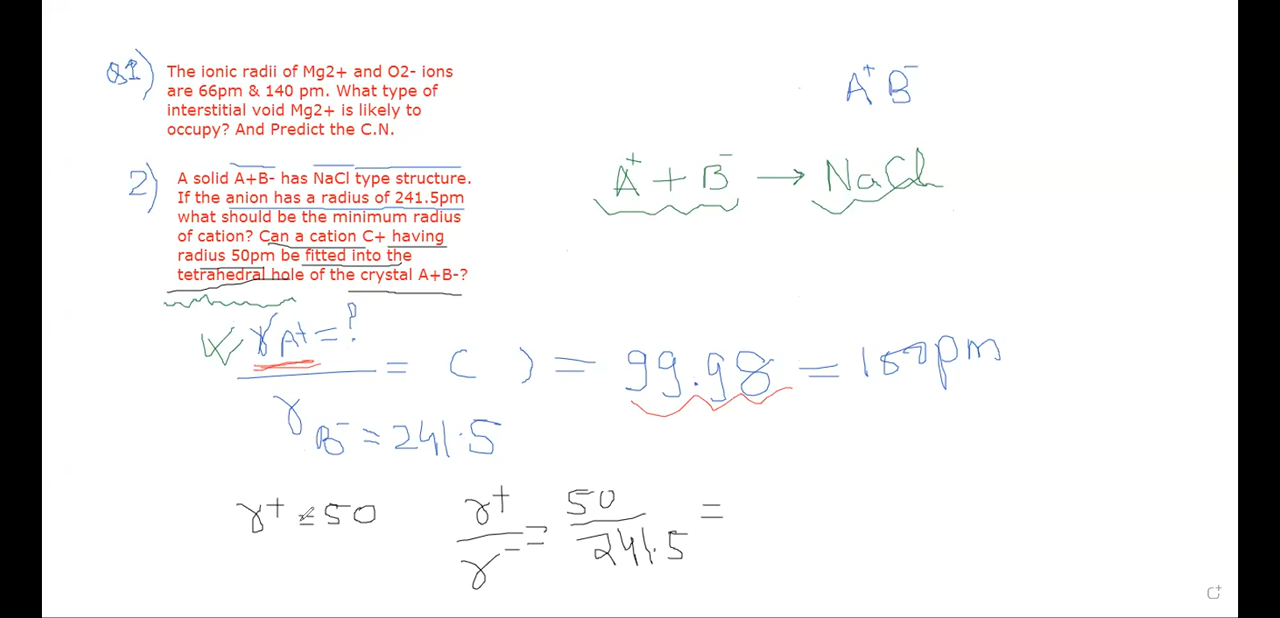 Q1) The ionic radii of Mg2+ and O2- ions
are 66pm & 140 pm. What type of
interstitial void Mg2+ is likely to
occupy? And Predict the C.N.
A+ B-
2) A solid A+B- has NaCl type structure.
If the anion has a radius of 241.5pm
what should be the minimum radius
of cation? Can a cation C+ having
radius 50pm be fitted into the
tetrahedral hole of the crystal A+B-?
A+ + B- → NaCl
rA+ = ?
= ( ) = 99.98 = pm
r B- = 241.5
r+ = 50
r+ / r- = 50 / 241.5 =